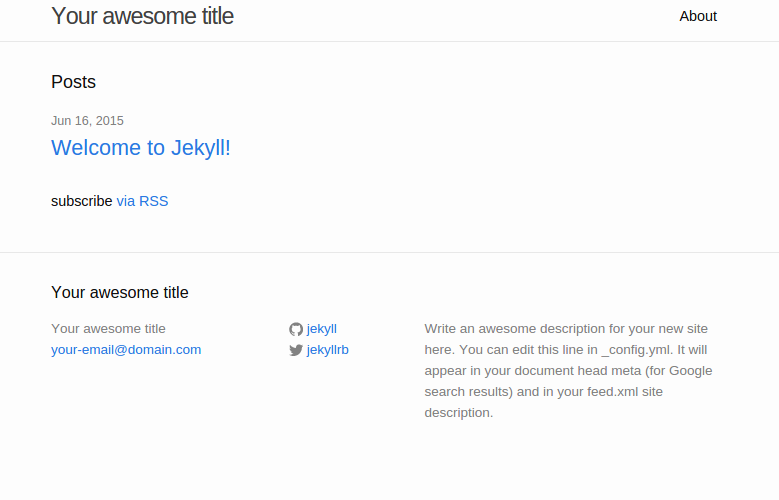 Your awesome title
About
Posts
Jun 16, 2015
Welcome to Jekyll!
subscribe via RSS
Your awesome title
Your awesome title
your-email@domain.com
jekyll
jekyllrb
Write an awesome description for your new site
here. You can edit this line in _config.yml. It will
appear in your document head meta (for Google
search results) and in your feed.xml site
description.